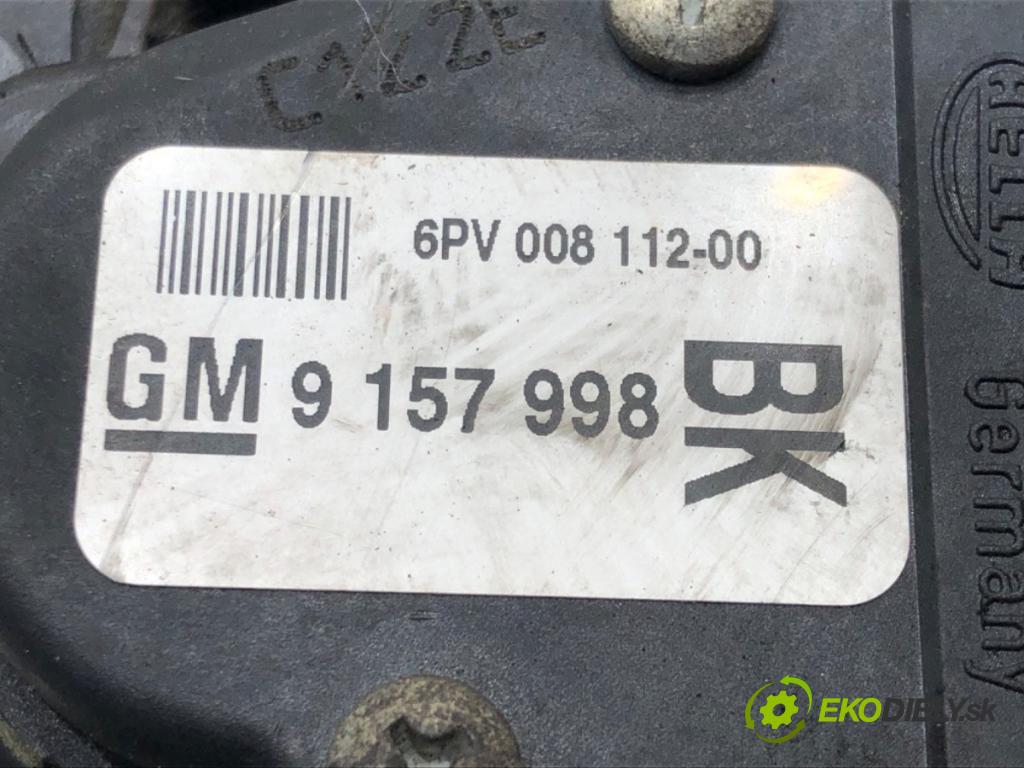 6PV 008 112-00
GM 9 157 998
BK
HELLA
Germany
EKODIELY.sk